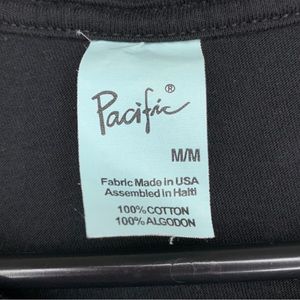 Pacific®
M/M
Fabric Made in USA
Assembled in Haiti
100% COTTON
100% ALGODON